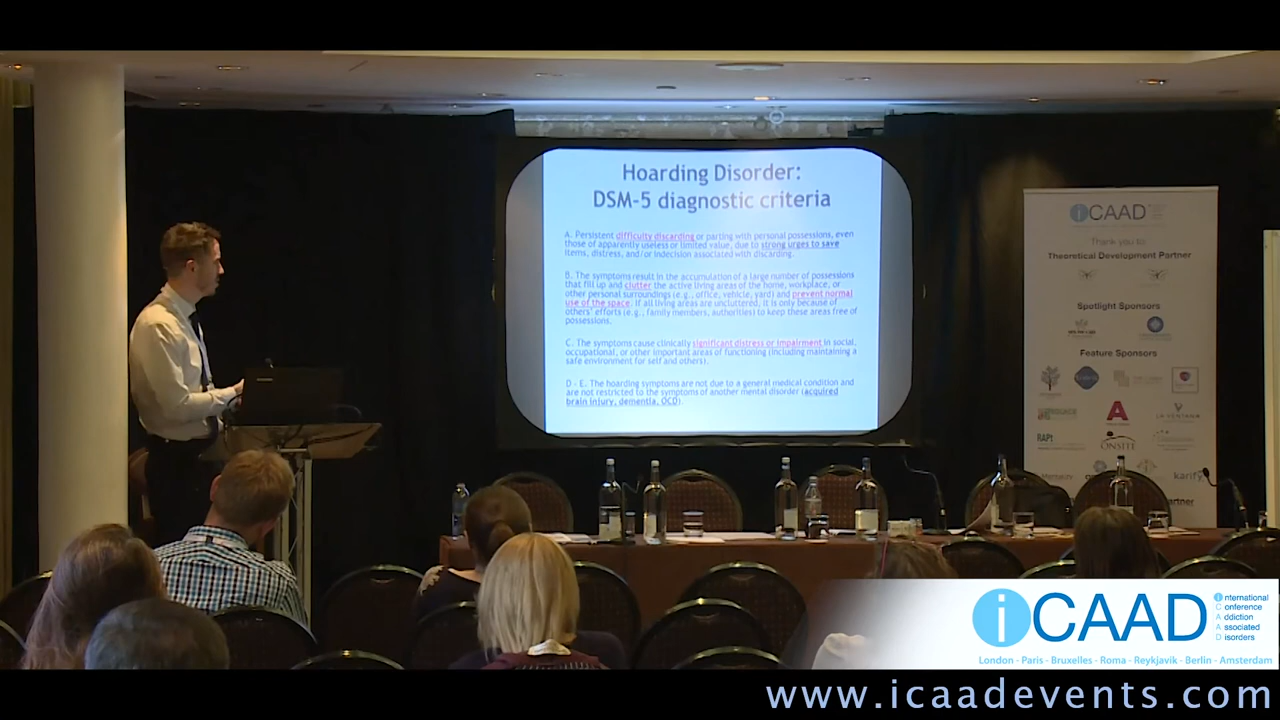 Hoarding Disorder:
DSM-5 diagnostic criteria
A. Persistent difficulty discarding or parting with personal possessions, even
those of apparently useless or limited value, due to strong urges to save
items, distress, and/or indecision associated with discarding.
B. The symptoms result in the accumulation of a large number of possessions
that fill up and clutter the active living areas of the home, workplace, or
other personal surroundings (e.g., office, vehicle, yard) and prevent normal
use of the space. If all living areas are uncluttered, it is only because of
others' efforts (e.g., family members, authorities) to keep these areas free of
possessions.
C. The symptoms cause clinically significant distress or impairment in social,
occupational, or other important areas of functioning (including maintaining a
safe environment for self and others).
D - E. The hoarding symptoms are not due to a general medical condition and
are not restricted to the symptoms of another mental disorder (acquired
brain injury, dementia, OCD).
iCAAD
Thank you to
Theoretical Development Partner
Spotlight Sponsors
Feature Sponsors
LA VENTANA
RAPt
ONSITE
karify
iCAAD
International
Conference
Addiction
Associated
Disorders
London - Paris - Bruxelles - Roma - Reykjavik - Berlin - Amsterdam
www.icaadevents.com